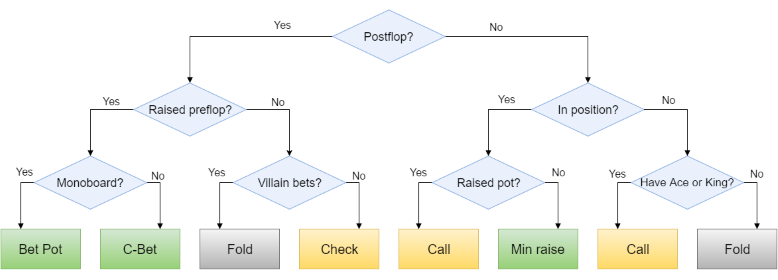 Postflop?
Yes
No
Raised preflop?
In position?
Yes
No
Yes
No
Monoboard?
Villain bets?
Raised pot?
Have Ace or King?
Yes
No
Yes
No
Yes
No
Yes
No
Bet Pot
C-Bet
Fold
Check
Call
Min raise
Call
Fold